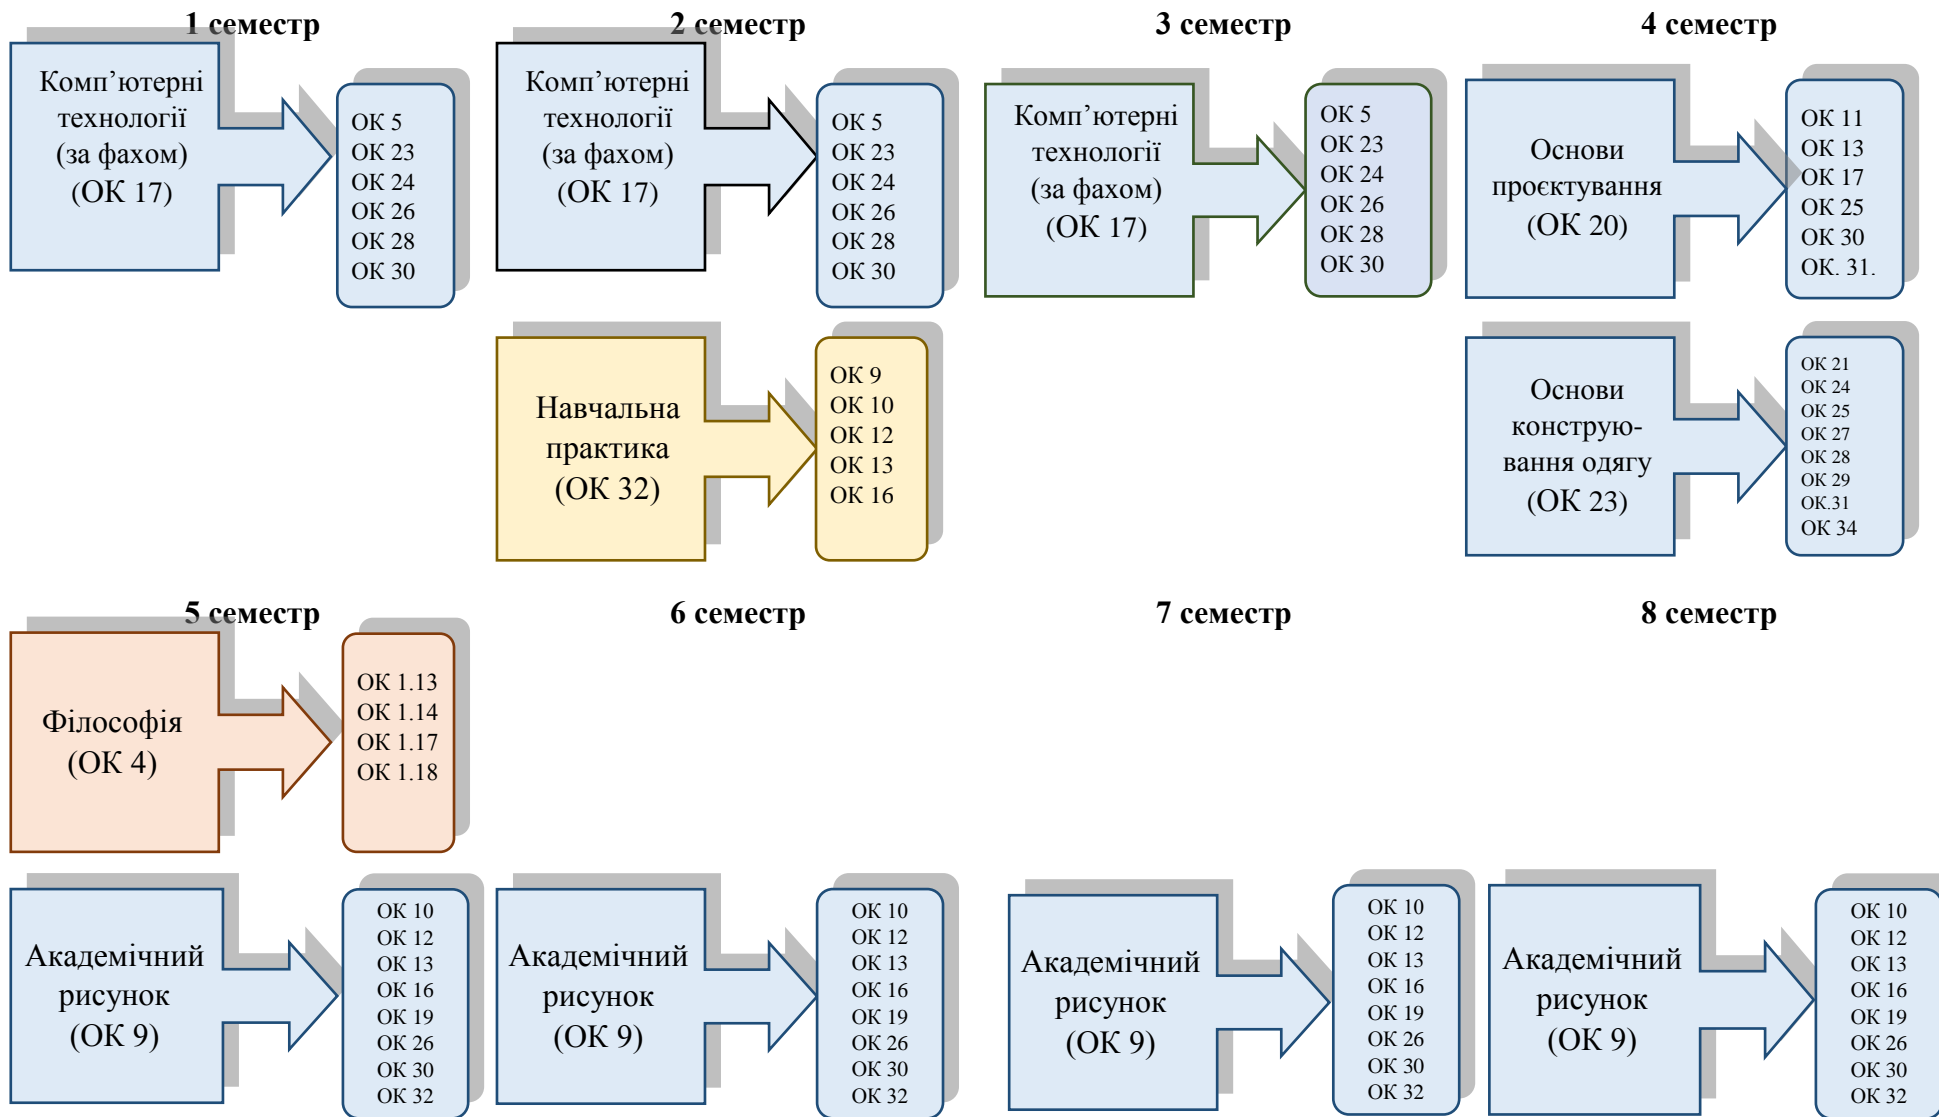 1 семестр
Комп’ютерні
технології
(за фахом)
(ОК 17)
ОК 5
ОК 23
ОК 24
ОК 26
ОК 28
ОК 30
2 семестр
Комп’ютерні
технології
(за фахом)
(ОК 17)
ОК 5
ОК 23
ОК 24
ОК 26
ОК 28
ОК 30
Навчальна
практика
(ОК 32)
ОК 9
ОК 10
ОК 12
ОК 13
ОК 16
3 семестр
Комп’ютерні
технології
(за фахом)
(ОК 17)
ОК 5
ОК 23
ОК 24
ОК 26
ОК 28
ОК 30
4 семестр
Основи
проєктування
(ОК 20)
ОК 11
ОК 13
ОК 17
ОК 25
ОК 30
ОК. 31.
Основи
конструю-
вання одягу
(ОК 23)
ОК 21
ОК 24
ОК 25
ОК 27
ОК 28
ОК 29
ОК.31
ОК 34
5 семестр
Філософія
(ОК 4)
ОК 1.13
ОК 1.14
ОК 1.17
ОК 1.18
Академічний
рисунок
(ОК 9)
ОК 10
ОК 12
ОК 13
ОК 16
ОК 19
ОК 26
ОК 30
ОК 32
6 семестр
Академічний
рисунок
(ОК 9)
ОК 10
ОК 12
ОК 13
ОК 16
ОК 19
ОК 26
ОК 30
ОК 32
7 семестр
Академічний
рисунок
(ОК 9)
ОК 10
ОК 12
ОК 13
ОК 16
ОК 19
ОК 26
ОК 30
ОК 32
8 семестр
Академічний
рисунок
(ОК 9)
ОК 10
ОК 12
ОК 13
ОК 16
ОК 19
ОК 26
ОК 30
ОК 32